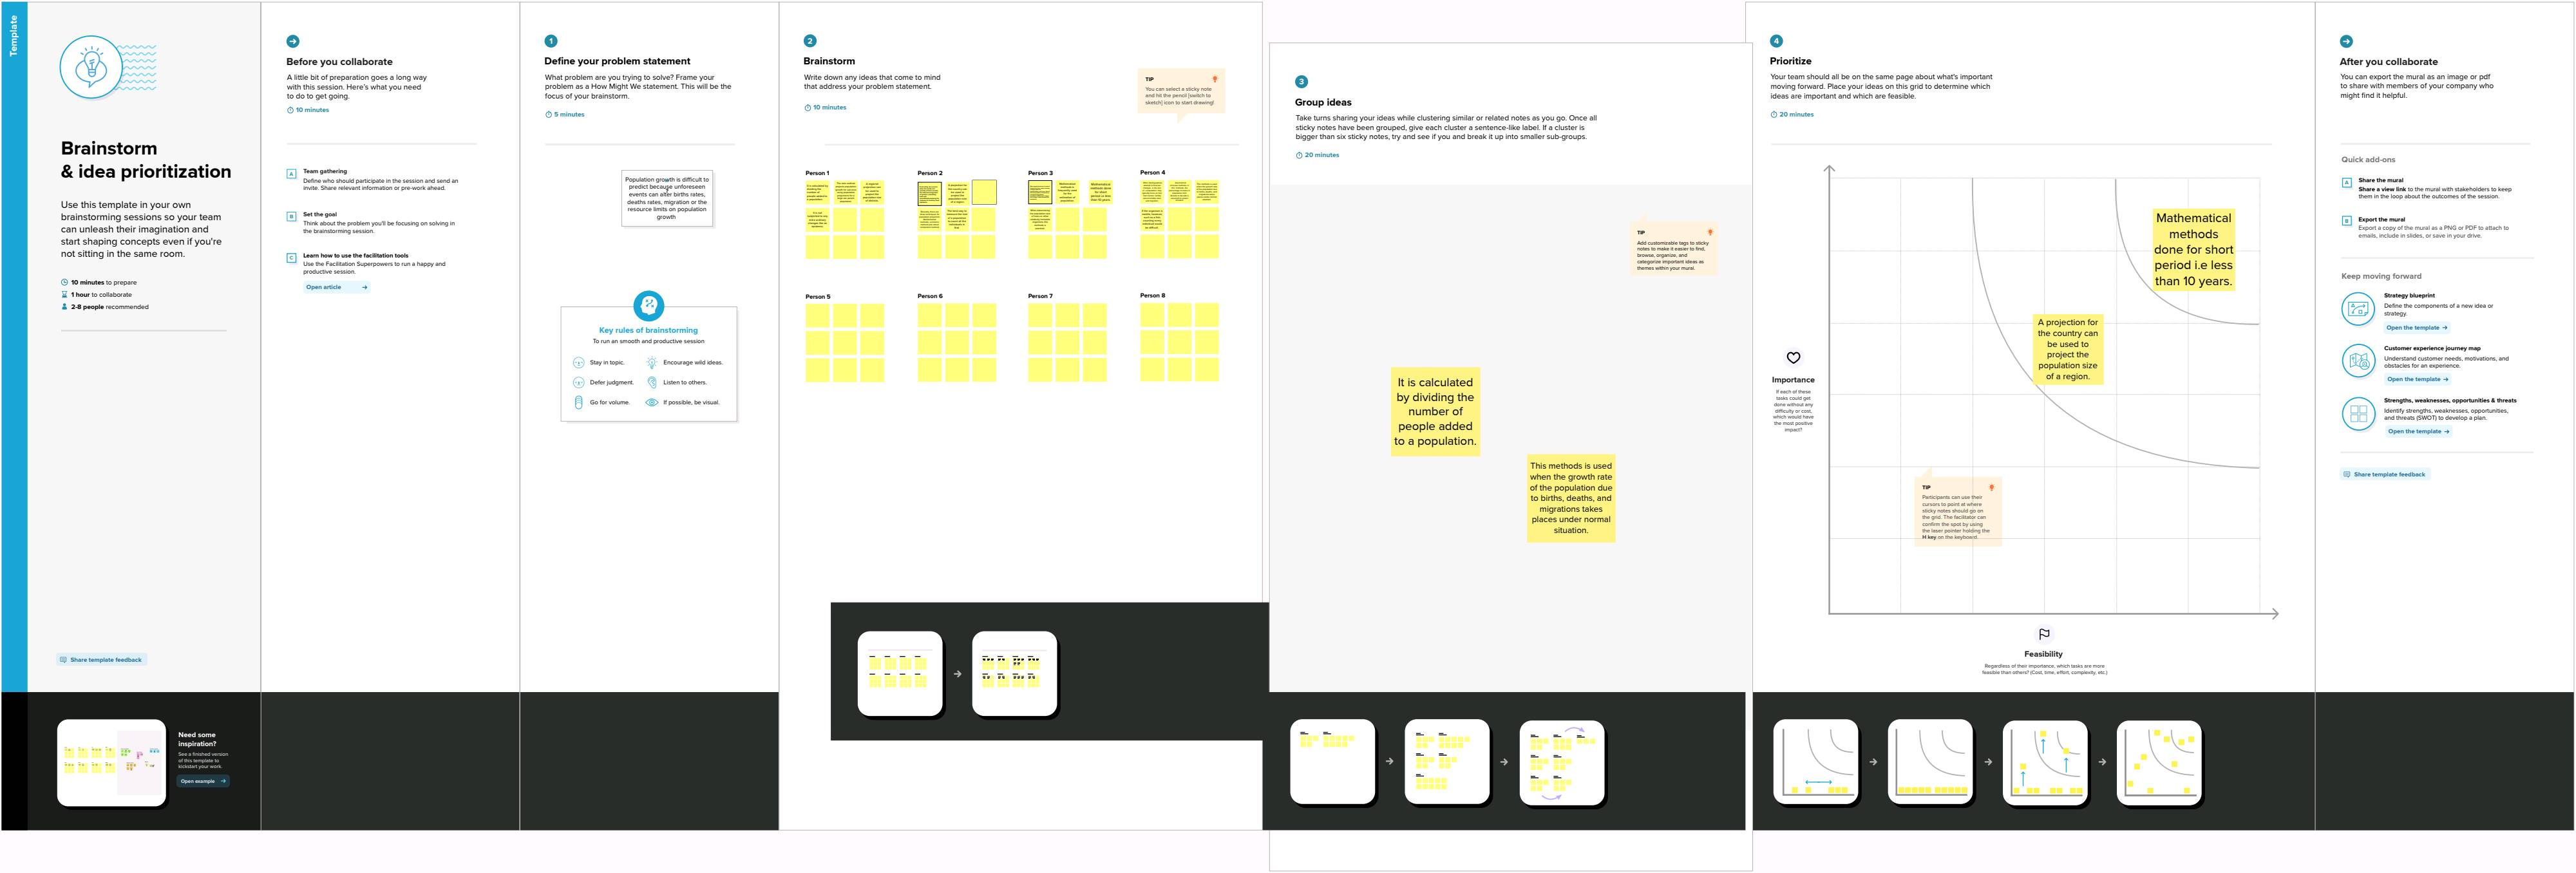 Template
Brainstorm
& idea prioritization
Use this template in your own
brainstorming sessions so your team
can unleash their imagination and
start shaping concepts even if you're
not sitting in the same room.
10 minutes to prepare
1 hour to collaborate
2-8 people recommended
Share template feedback
Need some
inspiration?
See a finished version
of this template to
kickstart your work.
Open example
Before you collaborate
A little bit of preparation goes a long way
with this session. Here's what you need
to do to get going.
10 minutes
A
Team gathering
Define who should participate in the session and send an
invite. Share relevant information or pre-work ahead.
B
Set the goal
Think about the problem you'll be focusing on solving in
the brainstorming session.
C
Learn how to use the facilitation tools
Use the Facilitation Superpowers to run a happy and
productive session.
Open article
1
Define your problem statement
What problem are you trying to solve? Frame your
problem as a How Might We statement. This will be the
focus of your brainstorm.
5 minutes
Population growth is difficult to
predict because unforeseen
events can alter births rates,
deaths rates, migration or the
resource limits on population
growth
Key rules of brainstorming
To run an smooth and productive session
Stay in topic.
Encourage wild ideas.
Defer judgment.
Listen to others.
Go for volume.
If possible, be visual.
2
Brainstorm
Write down any ideas that come to mind
that address your problem statement.
10 minutes
TIP
You can select a sticky note
and hit the pencil [switch to
sketch] icon to start drawing!
Person 1
Person 2
Person 3
Person 4
Person 5
Person 6
Person 7
Person 8
3
Group ideas
Take turns sharing your ideas while clustering similar or related notes as you go. Once all
sticky notes have been grouped, give each cluster a sentence-like label. If a cluster is
bigger than six sticky notes, try and see if you and break it up into smaller sub-groups.
20 minutes
TIP
Add customizable tags to sticky
notes to make it easier to find,
browse, organize, and
categorize important ideas as
themes within your mural.
It is calculated
by dividing the
number of
people added
to a population.
This methods is used
when the growth rate
of the population due
to births, deaths, and
migrations takes
places under normal
situation.
4
Prioritize
Your team should all be on the same page about what's important
moving forward. Place your ideas on this grid to determine which
ideas are important and which are feasible.
20 minutes
Mathematical
methods
done for short
period i.e less
than 10 years.
A projection for
the country can
be used to
project the
population size
of a region.
Importance
If each of these
tasks could get
done without any
difficulty or cost,
which would have
the most positive
impact?
TIP
Participants can use their
cursors to point at where
sticky notes should go on
the grid. The facilitator can
confirm the spot by using
the laser pointer holding the
H key on the keyboard.
Feasibility
Regardless of their importance, which tasks are more
feasible than others? (Cost, time, effort, complexity, etc.)
After you collaborate
You can export the mural as an image or pdf
to share with members of your company who
might find it helpful.
Quick add-ons
A
Share the mural
Share a view link to the mural with stakeholders to keep
them in the loop about the outcomes of the session.
B
Export the mural
Export a copy of the mural as a PNG or PDF to attach to
emails, include in slides, or save in your drive.
Keep moving forward
Strategy blueprint
Define the components of a new idea or
strategy.
Open the template
Customer experience journey map
Understand customer needs, motivations, and
obstacles for an experience.
Open the template
Strengths, weaknesses, opportunities & threats
Identify strengths, weaknesses, opportunities,
and threats (SWOT) to develop a plan.
Open the template
Share template feedback